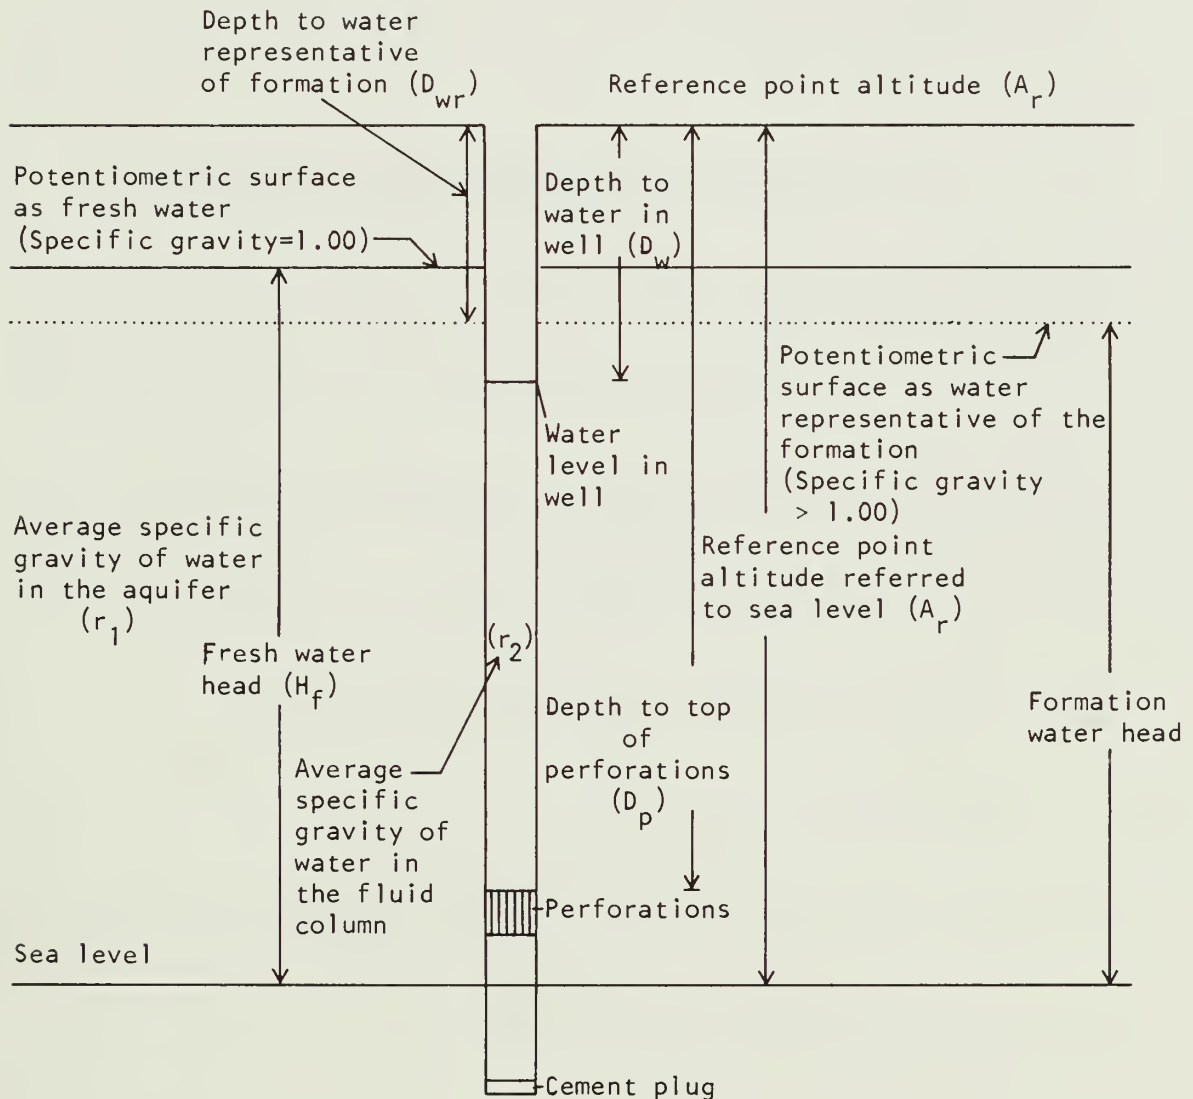 Depth to water
representative
of formation (D_wr)
Reference point altitude (A_r)
Potentiometric surface
as fresh water
(Specific gravity=1.00)
Depth to
water in
well (D_w)
Potentiometric
surface as water
representative of the
formation
(Specific gravity
> 1.00)
Water
level in
well
Average specific
gravity of water
in the aquifer
(r_1)
Reference point
altitude referred
to sea level (A_r)
(r_2)
Fresh water
head (H_f)
Depth to top
of
perforations
(D_p)
Formation
water head
Average
specific
gravity of
water in
the fluid
column
Perforations
Sea level
Cement plug